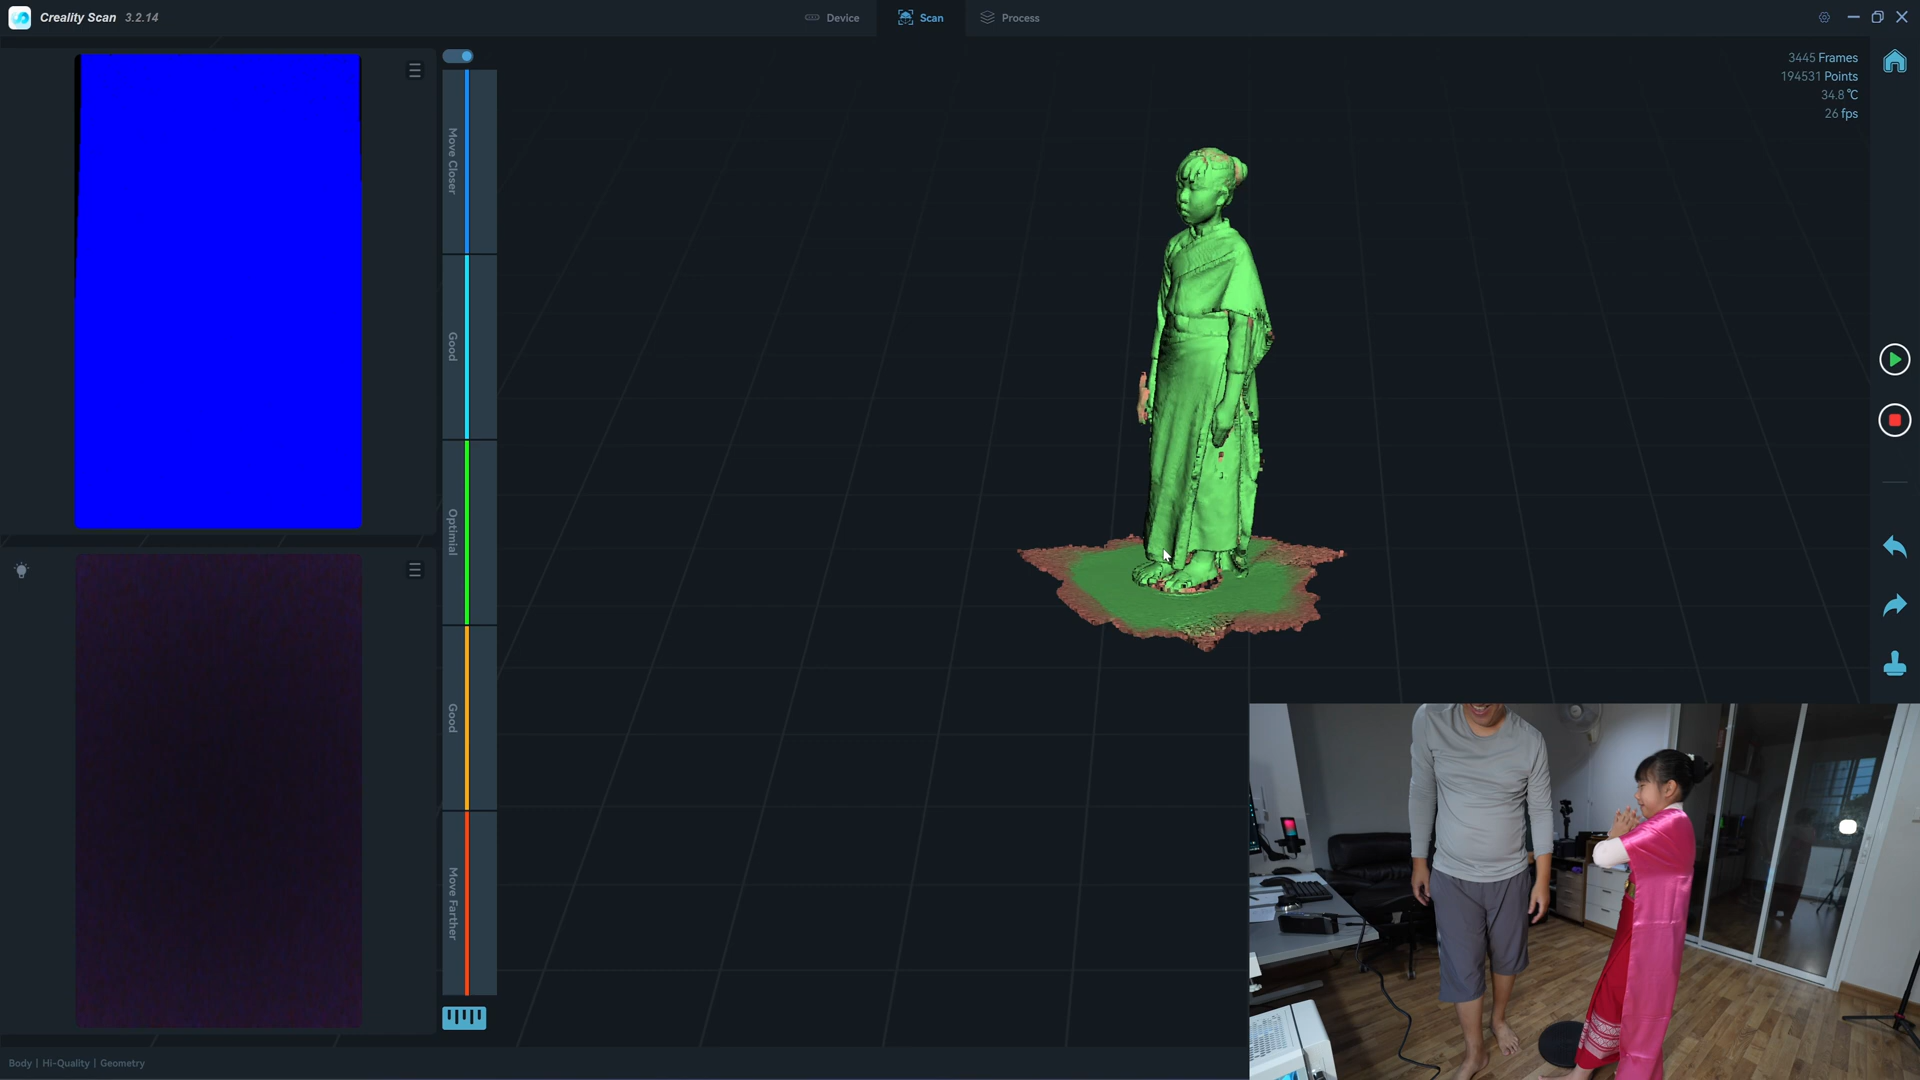 Creality Scan 3.2.14
Device
Scan
Process
3445 Frames
194531 Points
34.8 ℃
26 fps
Move Closer
Good
Optimial
Good
Move Farther
Body | Hi-Quality | Geometry